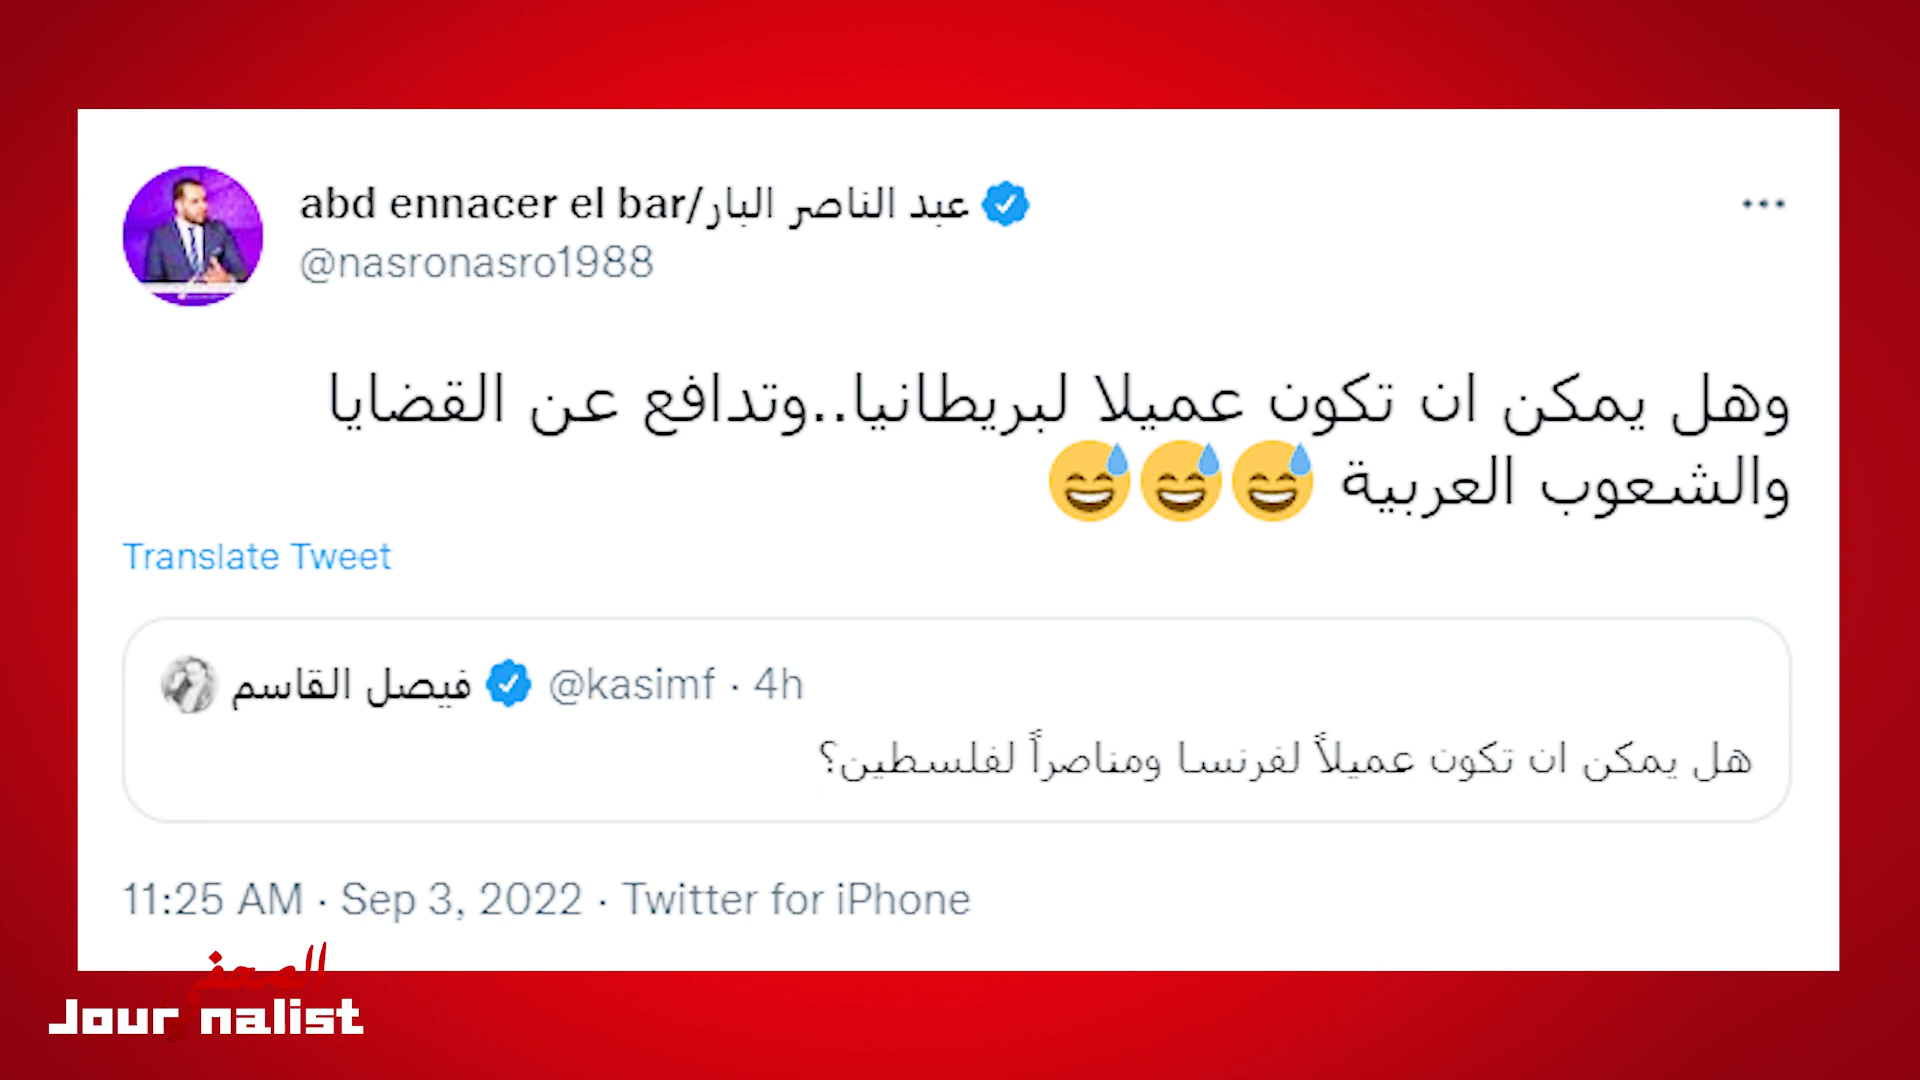 abd ennacer el bar/عبد الناصر البار
@nasronasro1988
وهل يمكن ان تكون عميلا لبريطانيا..وتدافع عن القضايا
والشعوب العربية 😅😅😅
Translate Tweet
فيصل القاسم @kasimf · 4h
هل يمكن ان تكون عميلاً لفرنسا ومناصراً لفلسطين؟
11:25 AM · Sep 3, 2022 · Twitter for iPhone
الصحفي
Journalist